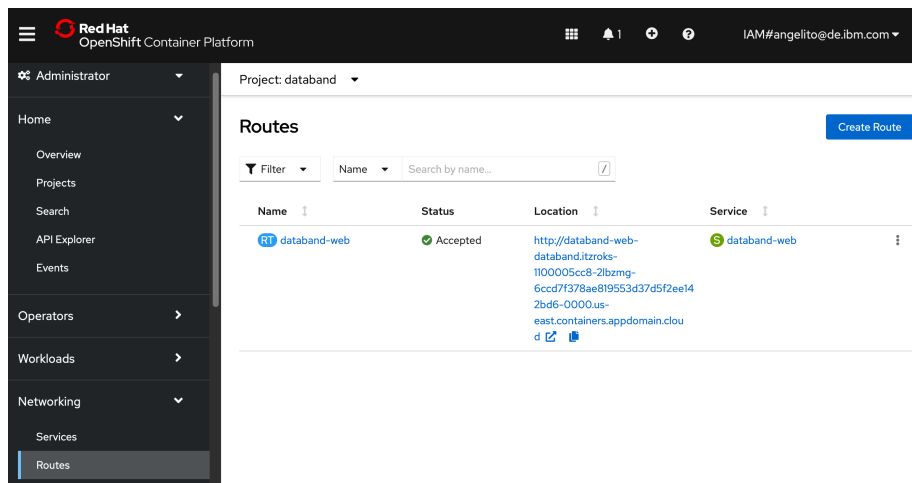 Red Hat
OpenShift Container Platform
1
IAM#angelito@de.ibm.com
Administrator
Project: databand
Home
Routes
Create Route
Overview
Filter
Name
Search by name...
/
Projects
Search
Name
Status
Location
Service
API Explorer
RT databand-web
Accepted
http://databand-web-
databand.itzroks-
1100005cc8-2lbzmg-
6ccd7f378ae819553d37d5f2ee14
2bd6-0000.us-
east.containers.appdomain.clou
d
S databand-web
Events
Operators
Workloads
Networking
Services
Routes